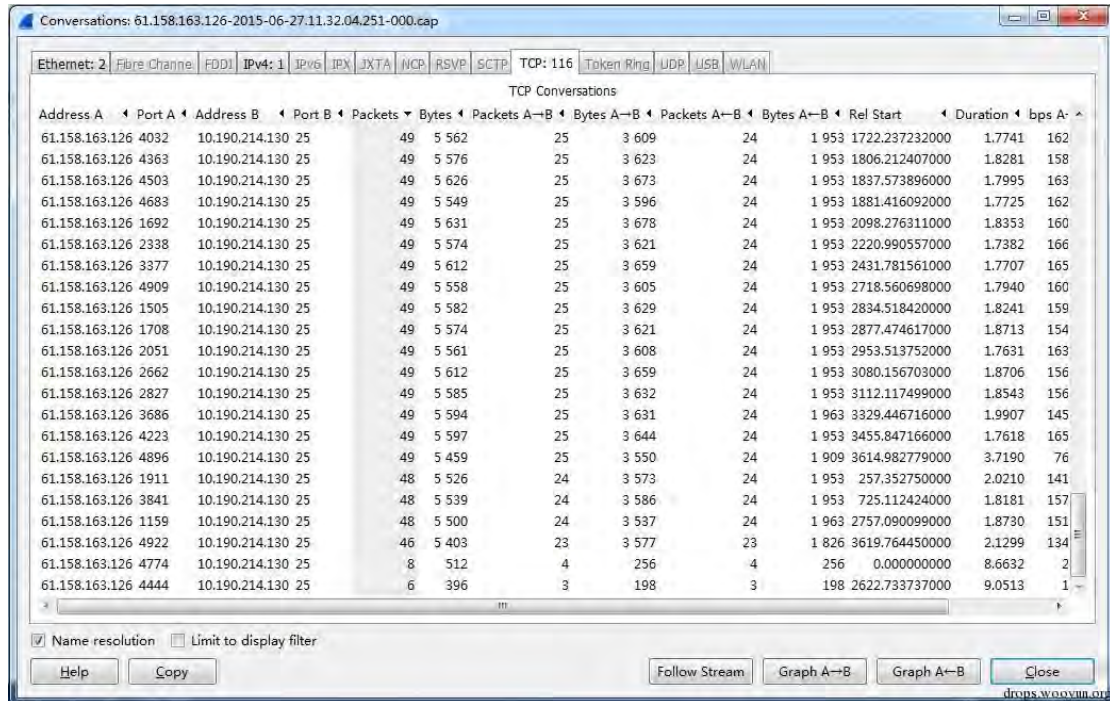 Conversations: 61.158.163.126-2015-06-27.11.32.04.251-000.cap
Ethernet: 2 Fibre Channel FDDI IPv4: 1 IPv6 IPX JXTA NCP RSVP SCTP TCP: 116 Token Ring UDP USB WLAN
TCP Conversations
Address A Port A Address B Port B Packets Bytes Packets A→B Bytes A→B Packets A←B Bytes A←B Rel Start Duration bps A-
61.158.163.126 4032 10.190.214.130 25 49 5 562 25 3 609 24 1 953 1722.237232000 1.7741 162
61.158.163.126 4363 10.190.214.130 25 49 5 576 25 3 623 24 1 953 1806.212407000 1.8281 158
61.158.163.126 4503 10.190.214.130 25 49 5 626 25 3 673 24 1 953 1837.573896000 1.7995 163
61.158.163.126 4683 10.190.214.130 25 49 5 549 25 3 596 24 1 953 1881.416092000 1.7725 162
61.158.163.126 1692 10.190.214.130 25 49 5 631 25 3 678 24 1 953 2098.276311000 1.8353 160
61.158.163.126 2338 10.190.214.130 25 49 5 574 25 3 621 24 1 953 2220.990557000 1.7382 166
61.158.163.126 3377 10.190.214.130 25 49 5 612 25 3 659 24 1 953 2431.781561000 1.7707 165
61.158.163.126 4909 10.190.214.130 25 49 5 558 25 3 605 24 1 953 2718.560698000 1.7940 160
61.158.163.126 1505 10.190.214.130 25 49 5 582 25 3 629 24 1 953 2834.518420000 1.8241 159
61.158.163.126 1708 10.190.214.130 25 49 5 574 25 3 621 24 1 953 2877.474617000 1.8713 154
61.158.163.126 2051 10.190.214.130 25 49 5 561 25 3 608 24 1 953 2953.513752000 1.7631 163
61.158.163.126 2662 10.190.214.130 25 49 5 612 25 3 659 24 1 953 3080.156703000 1.8706 156
61.158.163.126 2827 10.190.214.130 25 49 5 585 25 3 632 24 1 953 3112.117499000 1.8543 156
61.158.163.126 3686 10.190.214.130 25 49 5 594 25 3 631 24 1 963 3329.446716000 1.9907 145
61.158.163.126 4223 10.190.214.130 25 49 5 597 25 3 644 24 1 953 3455.847166000 1.7618 165
61.158.163.126 4896 10.190.214.130 25 49 5 459 25 3 550 24 1 909 3614.982779000 3.7190 76
61.158.163.126 1911 10.190.214.130 25 48 5 526 24 3 573 24 1 953 257.352750000 2.0210 141
61.158.163.126 3841 10.190.214.130 25 48 5 539 24 3 586 24 1 953 725.112424000 1.8181 157
61.158.163.126 1159 10.190.214.130 25 48 5 500 24 3 537 24 1 963 2757.090099000 1.8730 151
61.158.163.126 4922 10.190.214.130 25 46 5 403 23 3 577 23 1 826 3619.764450000 2.1299 134
61.158.163.126 4774 10.190.214.130 25 8 512 4 256 4 256 0.000000000 8.6632 2
61.158.163.126 4444 10.190.214.130 25 6 396 3 198 3 198 2622.733737000 9.0513 1
Name resolution Limit to display filter
Help Copy Follow Stream Graph A→B Graph A←B Close
drops.wooyun.org